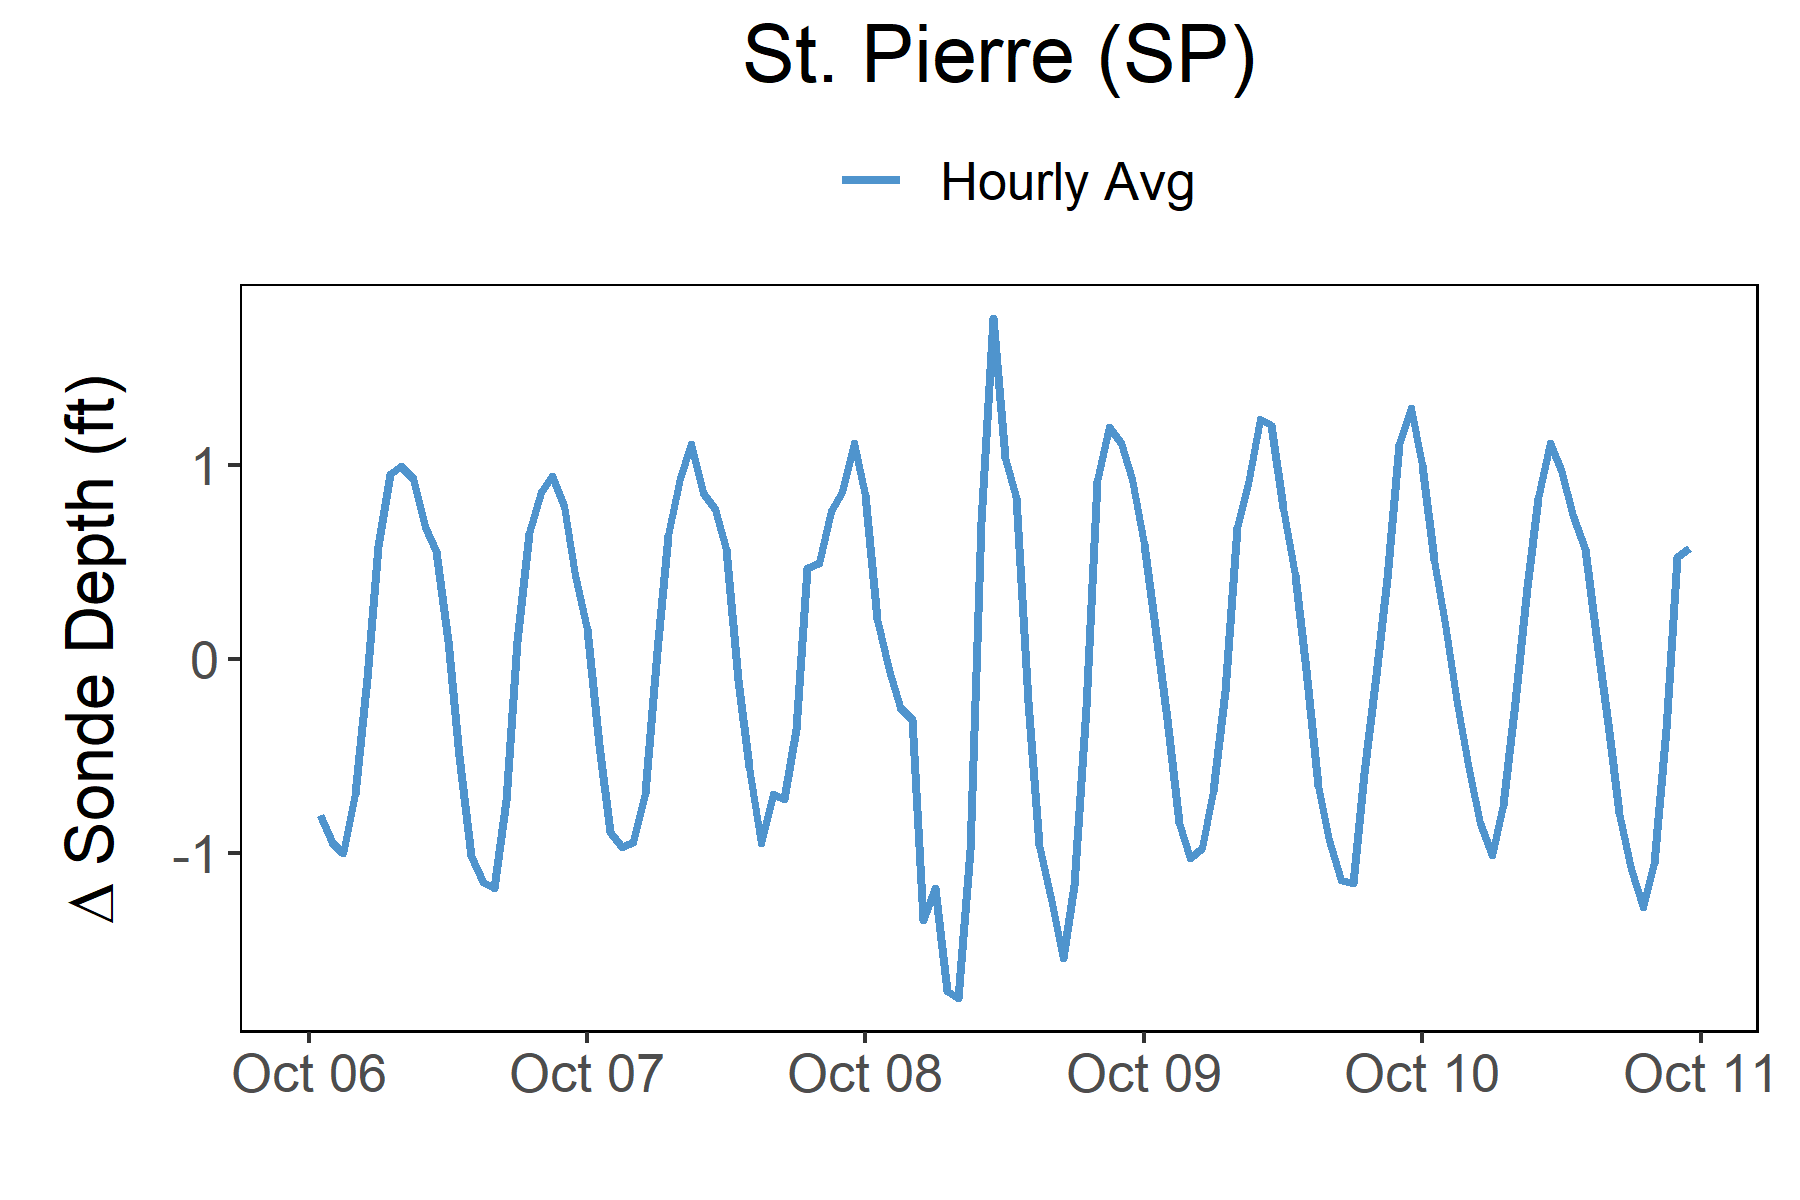 St. Pierre (SP)
Hourly Avg
Δ Sonde Depth (ft)
1
0
-1
Oct 06
Oct 07
Oct 08
Oct 09
Oct 10
Oct 11